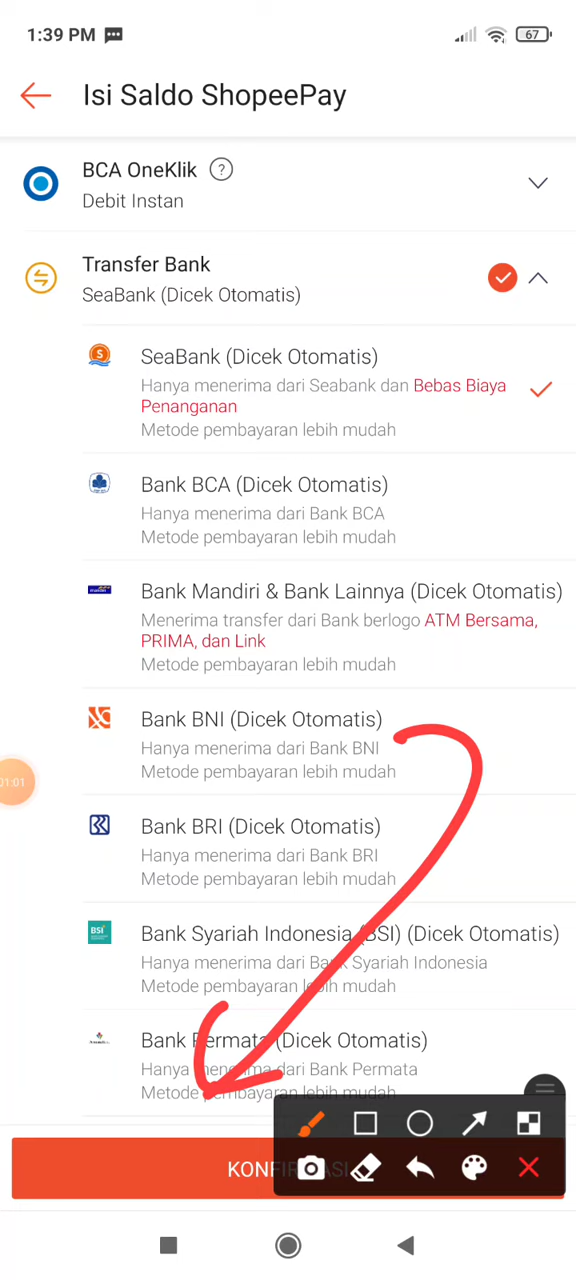 1:39 PM
67
Isi Saldo ShopeePay
BCA OneKlik ?
Debit Instan
Transfer Bank
SeaBank (Dicek Otomatis)
SeaBank (Dicek Otomatis)
Hanya menerima dari Seabank dan Bebas Biaya
Penanganan
Metode pembayaran lebih mudah
Bank BCA (Dicek Otomatis)
Hanya menerima dari Bank BCA
Metode pembayaran lebih mudah
Bank Mandiri & Bank Lainnya (Dicek Otomatis)
Menerima transfer dari Bank berlogo ATM Bersama,
PRIMA, dan Link
Metode pembayaran lebih mudah
Bank BNI (Dicek Otomatis)
Hanya menerima dari Bank BNI
Metode pembayaran lebih mudah
01:01
Bank BRI (Dicek Otomatis)
Hanya menerima dari Bank BRI
Metode pembayaran lebih mudah
BSI
Bank Syariah Indonesia (BSI) (Dicek Otomatis)
Hanya menerima dari Bank Syariah Indonesia
Metode pembayaran lebih mudah
Bank Permata (Dicek Otomatis)
Hanya menerima dari Bank Permata
Metode pembayaran lebih mudah
KONFIRMASI